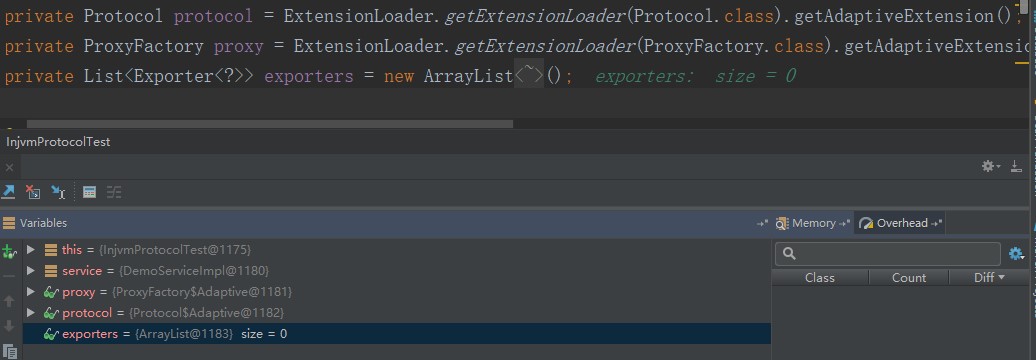 private Protocol protocol = ExtensionLoader.getExtensionLoader(Protocol.class).getAdaptiveExtension();
private ProxyFactory proxy = ExtensionLoader.getExtensionLoader(ProxyFactory.class).getAdaptiveExtensio
private List<Exporter<?>> exporters = new ArrayList<~>(); exporters: size = 0
InjvmProtocolTest
Variables
Memory
Overhead
this = {InjvmProtocolTest@1175}
service = {DemoServiceImpl@1180}
proxy = {ProxyFactory$Adaptive@1181}
protocol = {Protocol$Adaptive@1182}
exporters = {ArrayList@1183} size = 0
Class Count Diff